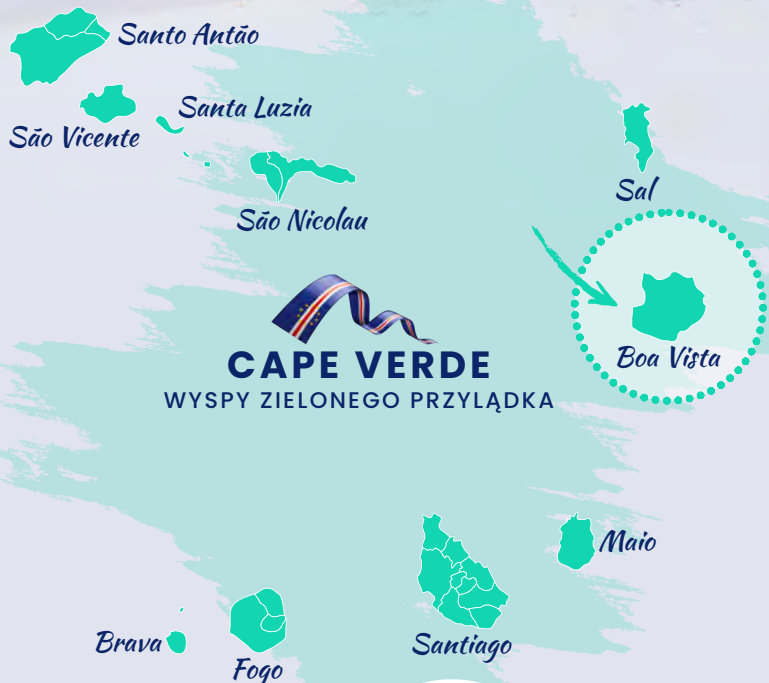 Santo Antão
Santa Luzia
São Vicente
Sal
São Nicolau
Boa Vista
CAPE VERDE
WYSPY ZIELONEGO PRZYLĄDKA
Maio
Santiago
Brava
Fogo